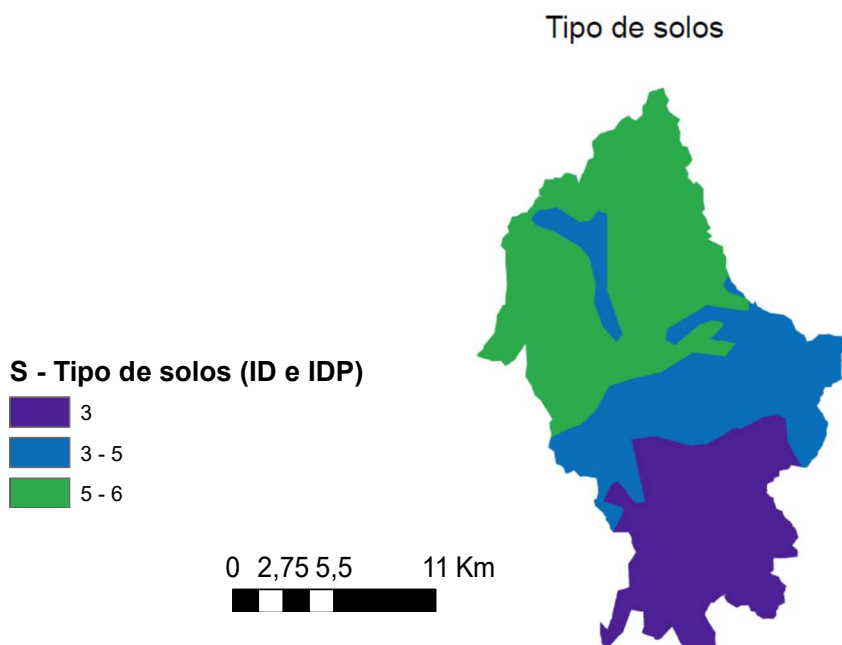 Tipo de solos
S - Tipo de solos (ID e IDP)
3
3 - 5
5 - 6
0 2,75 5,5 11 Km